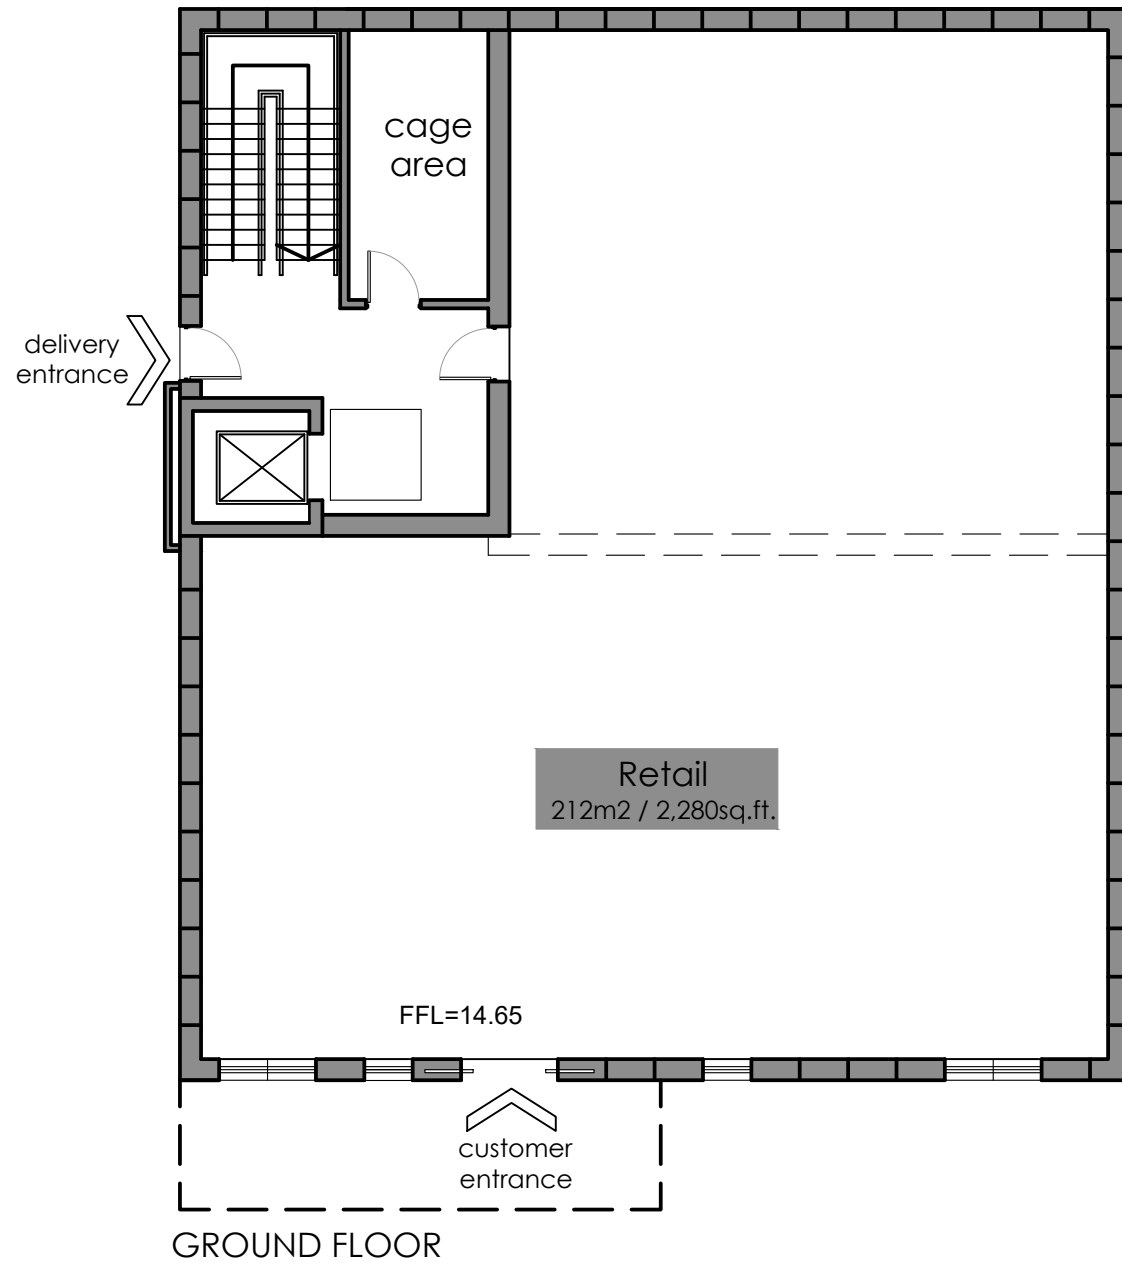 cage
area
delivery
entrance
Retail
212m2 / 2,280sq.ft.
FFL=14.65
customer
entrance
GROUND FLOOR